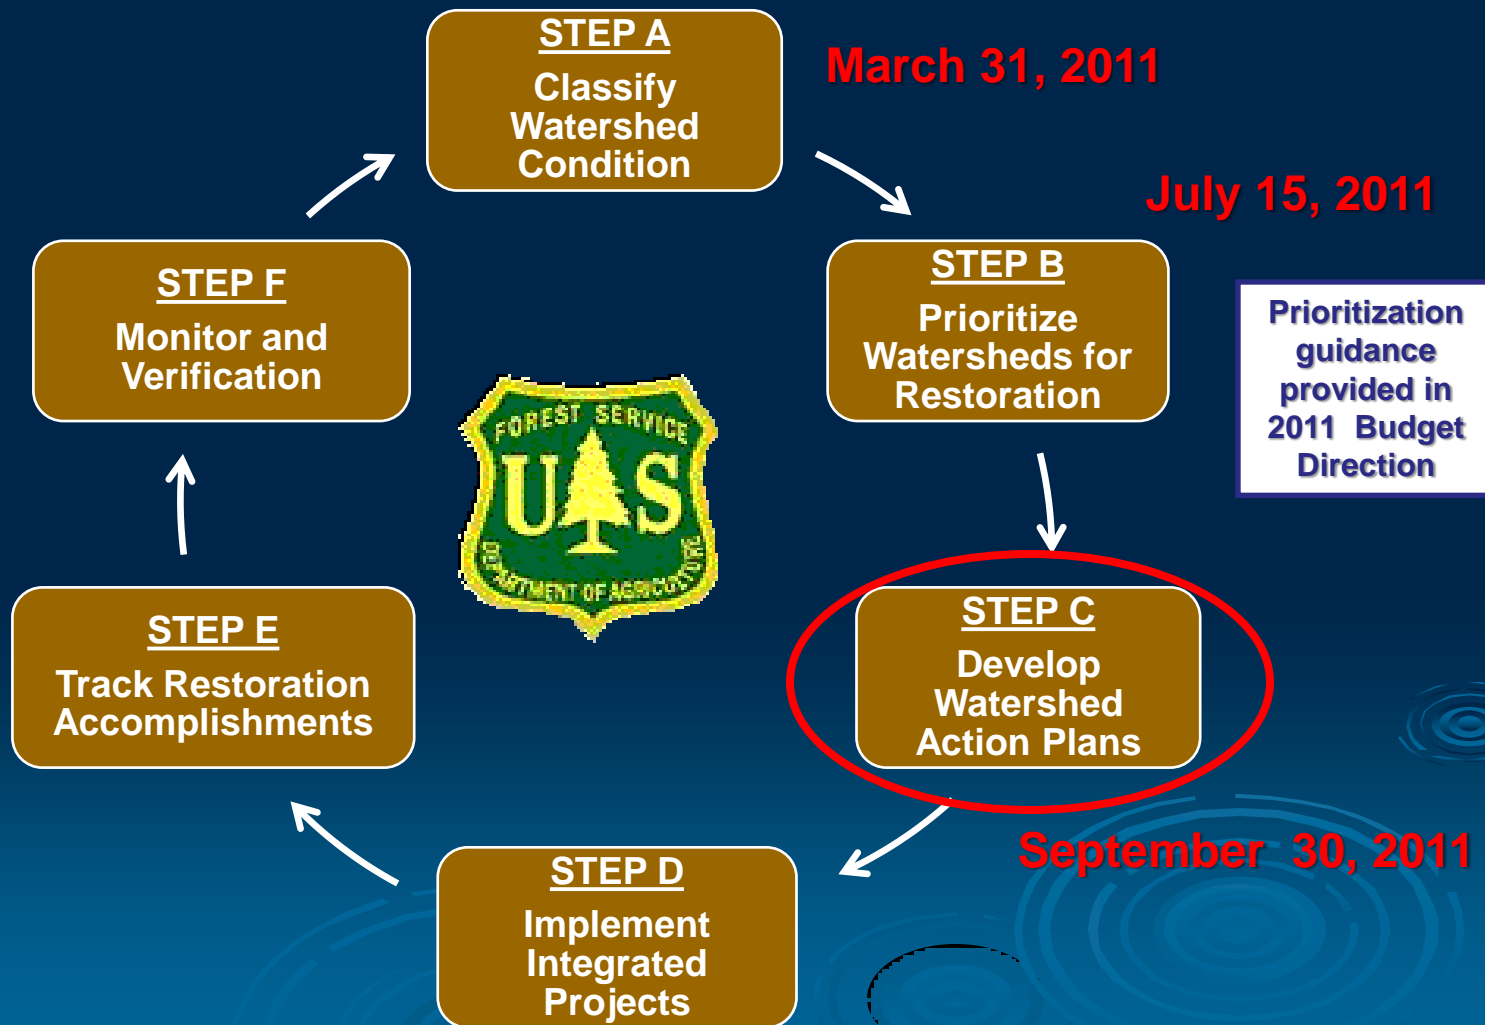 STEP A
Classify
Watershed
Condition
March 31, 2011
July 15, 2011
STEP B
Prioritize
Watersheds for
Restoration
Prioritization
guidance
provided in
2011 Budget
Direction
STEP C
Develop
Watershed
Action Plans
September 30, 2011
STEP D
Implement
Integrated
Projects
STEP E
Track Restoration
Accomplishments
STEP F
Monitor and
Verification
FOREST SERVICE
U S
DEPARTMENT OF AGRICULTURE